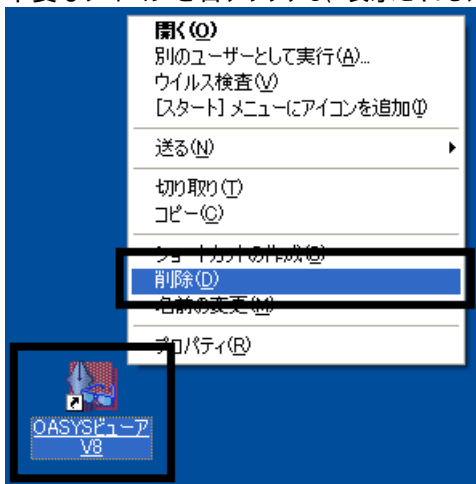 開く(O)
別のユーザーとして実行(A)...
ウイルス検査(V)
[スタート] メニューにアイコンを追加(I)
送る(N)
切り取り(T)
コピー(C)
ショートカットの作成(S)
削除(D)
名前の変更(M)
プロパティ(R)
OASYSビューア
V8